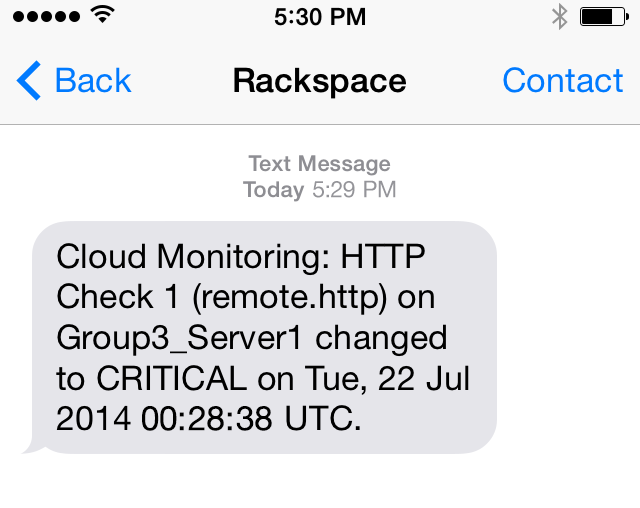 5:30 PM
Back
Rackspace
Contact
Text Message
Today 5:29 PM
Cloud Monitoring: HTTP
Check 1 (remote.http) on
Group3_Server1 changed
to CRITICAL on Tue, 22 Jul
2014 00:28:38 UTC.